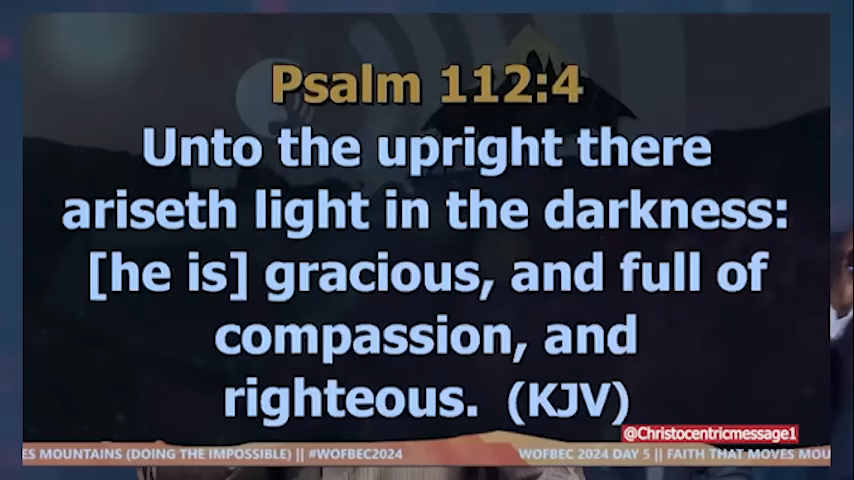 Psalm 112:4
Unto the upright there
ariseth light in the darkness:
[he is] gracious, and full of
compassion, and
righteous. (KJV)
@Christocentricmessage1
ES MOUNTAINS (DOING THE IMPOSSIBLE) || #WOFBEC2024 WOFBEC 2024 DAY 5 || FAITH THAT MOVES MOU